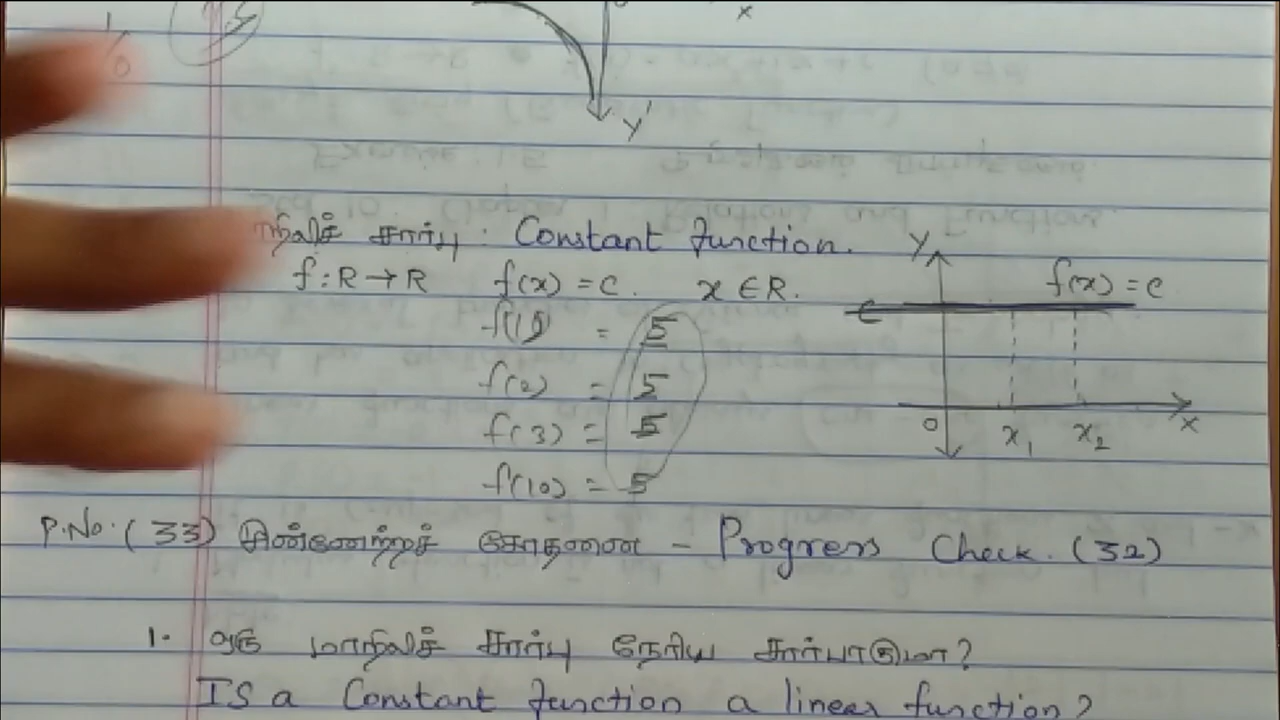 x
Y'
மாறிலிச் சார்பு : Constant function.
f : R → R f(x) = c. x ∈ R.
f(1) = 5
f(2) = 5
f(3) = 5
f(10) = 5
Y
f(x) = c
O x₁ x₂ x
P.No. (33) முன்னேற்றச் சோதனை - Progress Check. (32)
1. ஒரு மாறிலிச் சார்பு நேரிய சார்பாகுமா?
Is a Constant function a linear function?